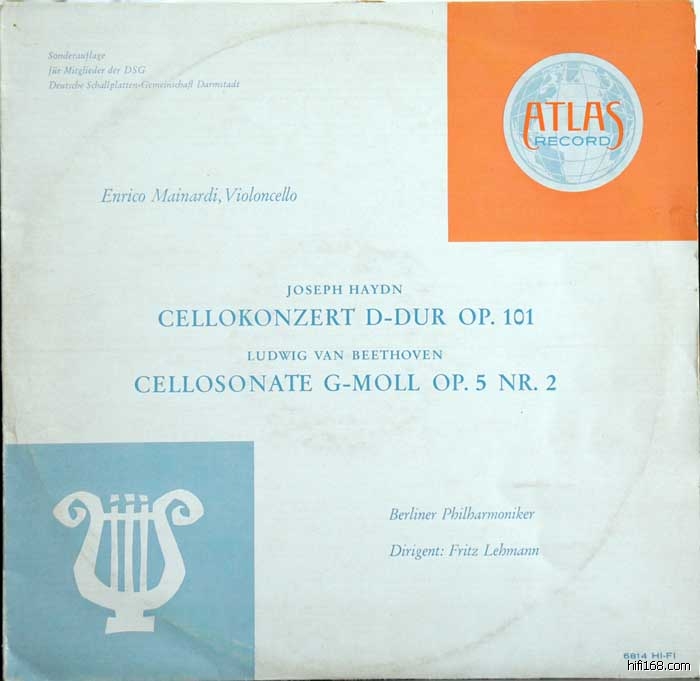 Sonderauflage
für Mitglieder der DSG
Deutsche Schallplatten-Gemeinschaft Darmstadt
ATLAS
RECORD
Enrico Mainardi, Violoncello
JOSEPH HAYDN
CELLOKONZERT D-DUR OP. 101
LUDWIG VAN BEETHOVEN
CELLOSONATE G-MOLL OP. 5 NR. 2
Berliner Philharmoniker
Dirigent: Fritz Lehmann
6814 HI-FI
hifi168.com